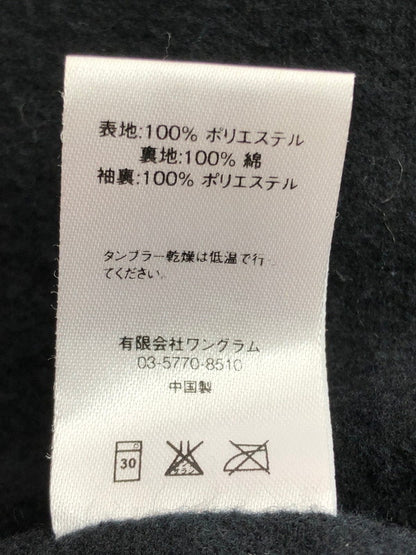 表地:100% ポリエステル
裏地:100% 綿
袖裏:100% ポリエステル
タンブラー乾燥は低温で行っ
てください。
有限会社ワングラム
03-5770-8510
中国製
30